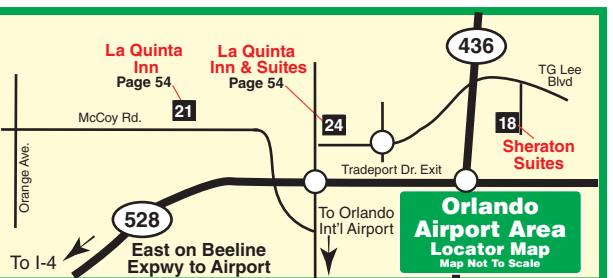 La Quinta
Inn
Page 54
La Quinta
Inn & Suites
Page 54
436
TG Lee
Blvd
21
McCoy Rd.
24
18
Sheraton
Suites
Orange Ave.
Tradeport Dr. Exit
528
To Orlando
Int'l Airport
To I-4
East on Beeline
Expwy to Airport
Orlando
Airport Area
Locator Map
Map Not To Scale